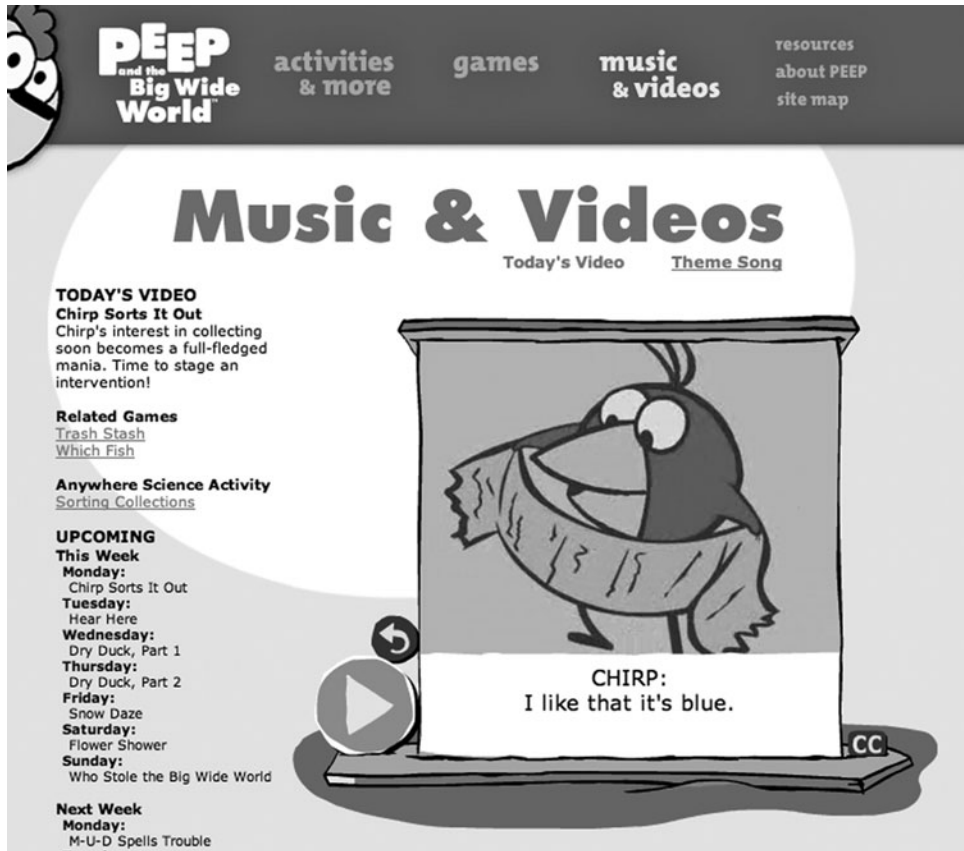 PEEP
and the
Big Wide
World™
activities
& more
games
music
& videos
resources
about PEEP
site map
Music & Videos
Today's Video Theme Song
TODAY'S VIDEO
Chirp Sorts It Out
Chirp's interest in collecting
soon becomes a full-fledged
mania. Time to stage an
intervention!
Related Games
Trash Stash
Which Fish
Anywhere Science Activity
Sorting Collections
UPCOMING
This Week
Monday:
Chirp Sorts It Out
Tuesday:
Hear Here
Wednesday:
Dry Duck, Part 1
Thursday:
Dry Duck, Part 2
Friday:
Snow Daze
Saturday:
Flower Shower
Sunday:
Who Stole the Big Wide World
Next Week
Monday:
M-U-D Spells Trouble
CHIRP:
I like that it's blue.
CC